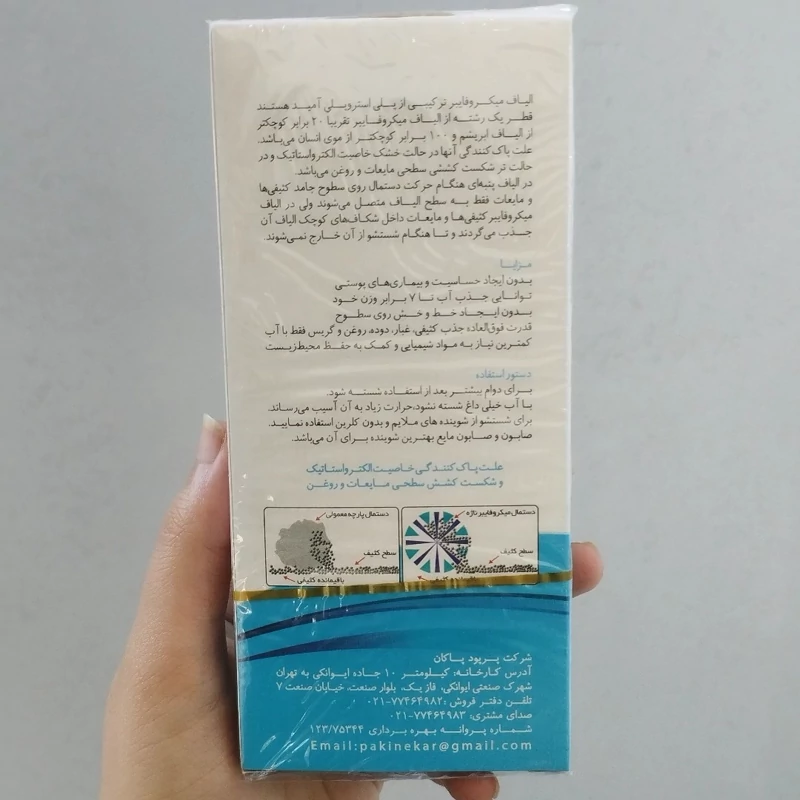 الیاف میکروفایبر ترکیبی از پلی استروپلی آمید هستند
قطر یک رشته از الیاف میکروفایبر تقریبا ۲۰ برابر کوچکتر
از الیاف ابریشم و ۱۰۰ برابر کوچکتر از موی انسان می‌باشد.
علت پاک کنندگی آنها در حالت خشک خاصیت الکترواستاتیک و در
حالت تر شکست کشش سطحی مایعات و روغن می‌باشد.
در الیاف پنبه‌ای هنگام حرکت دستمال روی سطوح جامد کثیفی‌ها
و مایعات فقط به سطح الیاف متصل می‌شوند ولی در الیاف
میکروفایبر کثیفی‌ها و مایعات داخل شکاف‌های کوچک الیاف آن
جذب می‌گردند و تا هنگام شستشو از آن خارج نمی‌شوند.
مزایا
بدون ایجاد حساسیت و بیماری‌های پوستی
توانایی جذب آب تا ۷ برابر وزن خود
بدون ایجاد خط و خش روی سطوح
قدرت فوق‌العاده جذب کثیفی، غبار، دوده، روغن و گریس فقط با آب
کمترین نیاز به مواد شیمیایی و کمک به حفظ محیط‌زیست
دستور استفاده
برای دوام بیشتر بعد از استفاده شسته شود.
با آب خیلی داغ شسته نشود،حرارت زیاد به آن آسیب می‌رساند.
برای شستشو از شوینده های ملایم و بدون کلرین استفاده نمایید.
صابون و صابون مایع بهترین شوینده برای آن می‌باشد.
علت پاک کنندگی خاصیت الکترواستاتیک
و شکست کشش سطحی مایعات و روغن
دستمال میکروفایبر تازه
سطح کثیف
باقیمانده کثیفی
دستمال پارچه معمولی
سطح کثیف
باقیمانده کثیفی
شرکت پرپود پاکان
آدرس کارخانه: کیلومتر ۱۰ جاده ایوانکی به تهران
شهرک صنعتی ایوانکی، فاز یک، بلوار صنعت، خیابان صنعت ۷
تلفن دفتر فروش :۷۷۴۶۴۹۸۲-۰۲۱
صدای مشتری: ۷۷۴۶۴۹۸۳-۰۲۱
شماره پروانه بهره برداری ۱۲۳/۷۵۳۴۴
Email:pakinekar@gmail.com